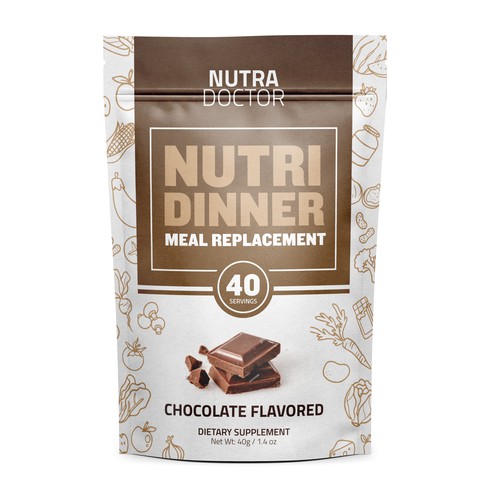 NUTRA
DOCTOR
NUTRI
DINNER
MEAL REPLACEMENT
40
SERVINGS
CHOCOLATE FLAVORED
DIETARY SUPPLEMENT
Net Wt: 40g / 1.4 oz